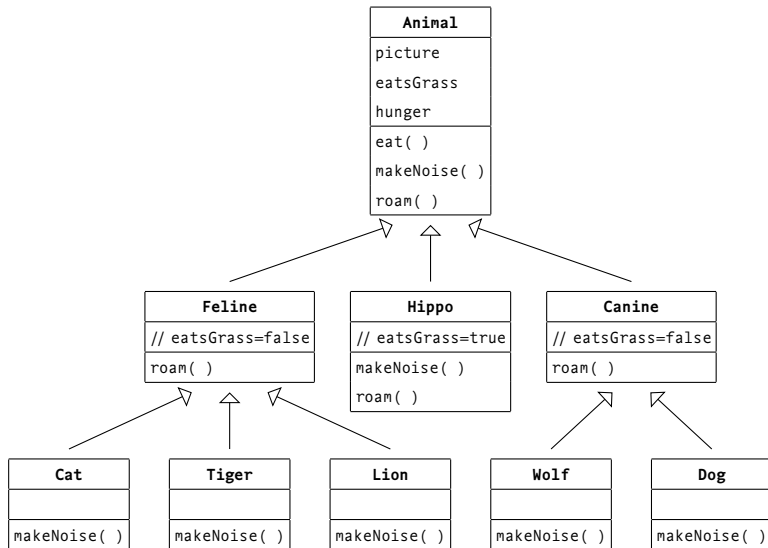 Animal
picture
eatsGrass
hunger
eat( )
makeNoise( )
roam( )
Feline
// eatsGrass=false
roam( )
Hippo
// eatsGrass=true
makeNoise( )
roam( )
Canine
// eatsGrass=false
roam( )
Cat
makeNoise( )
Tiger
makeNoise( )
Lion
makeNoise( )
Wolf
makeNoise( )
Dog
makeNoise( )